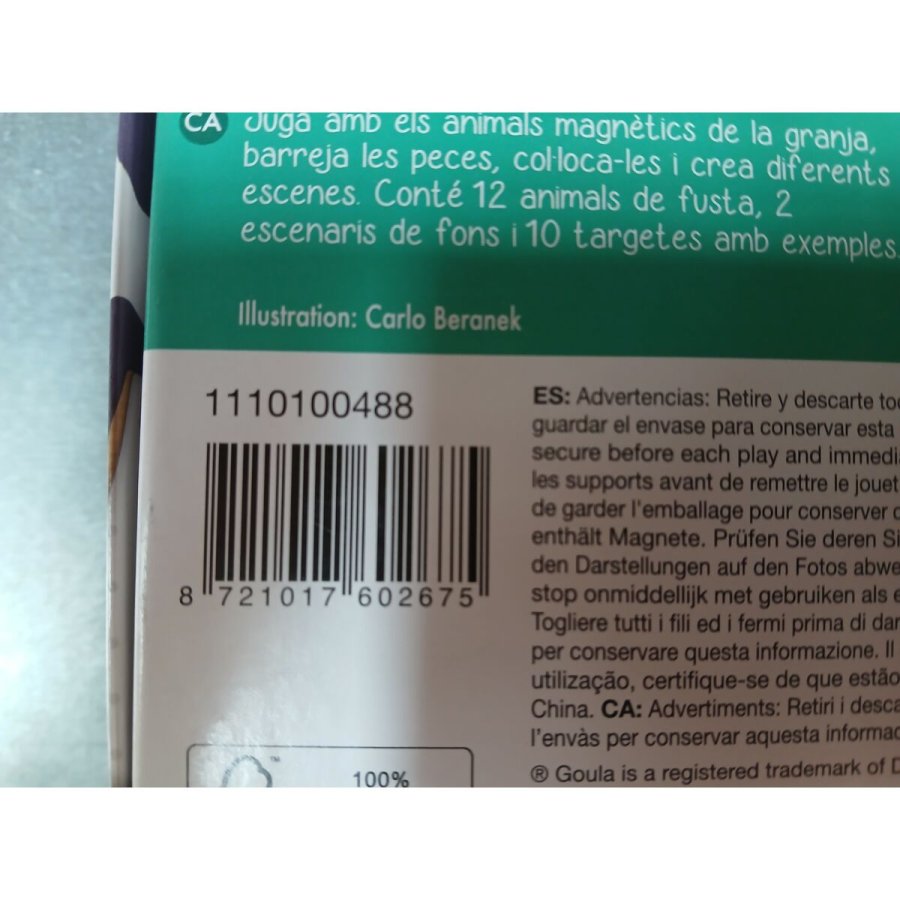 CA Juga amb els animals magnètics de la granja,
barreja les peces, col·loca-les i crea diferents
escenes. Conté 12 animals de fusta, 2
escenaris de fons i 10 targetes amb exemples.
Illustration: Carlo Beranek
1110100488
8 721017 602675
ES: Advertencias: Retire y descarte
guardar el envase para conservar esta
secure before each play and
les supports avant de remettre le jouet
de garder l'emballage pour conserver
enthält Magnete. Prüfen Sie deren
den Darstellungen auf den Fotos
stop onmiddellijk met gebruiken als
Togliere tutti i fili ed i fermi prima di
per conservare questa informazione. Il
utilização, certifique-se de que estão
China. CA: Advertiments: Retiri i
l'envàs per conservar aquesta
® Goula is a registered trademark of
™
100%